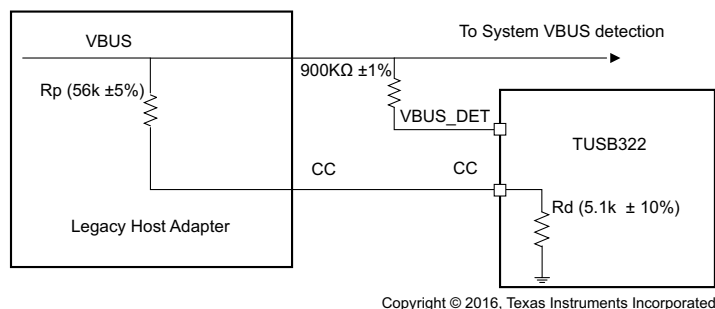 VBUS
To System VBUS detection
900KΩ ±1%
Rp (56k ±5%)
VBUS_DET
TUSB322
CC
CC
Rd (5.1k ± 10%)
Legacy Host Adapter
Copyright © 2016, Texas Instruments Incorporated